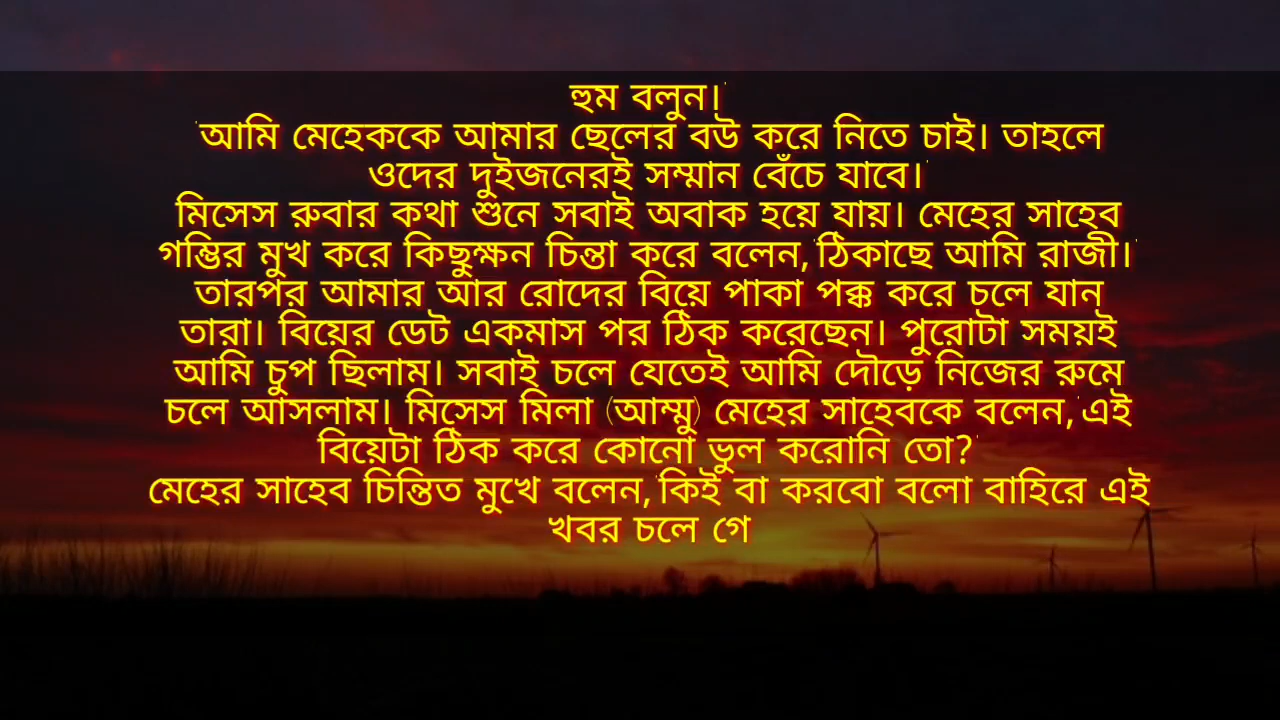 হুম বলুন।'
'আমি মেহেককে আমার ছেলের বউ করে নিতে চাই। তাহলে
ওদের দুইজনেরই সম্মান বেঁচে যাবে।'
মিসেস রুবার কথা শুনে সবাই অবাক হয়ে যায়। মেহের সাহেব
গম্ভির মুখ করে কিছুক্ষন চিন্তা করে বলেন,'ঠিকাছে আমি রাজী।'
তারপর আমার আর রোদের বিয়ে পাকা পক্ক করে চলে যান
তারা। বিয়ের ডেট একমাস পর ঠিক করেছেন। পুরোটা সময়ই
আমি চুপ ছিলাম। সবাই চলে যেতেই আমি দৌড়ে নিজের রুমে
চলে আসলাম। মিসেস মিলা (আম্মু) মেহের সাহেবকে বলেন,'এই
বিয়েটা ঠিক করে কোনো ভুল করোনি তো?'
মেহের সাহেব চিন্তিত মুখে বলেন,'কিই বা করবো বলো বাহিরে এই
খবর চলে গে